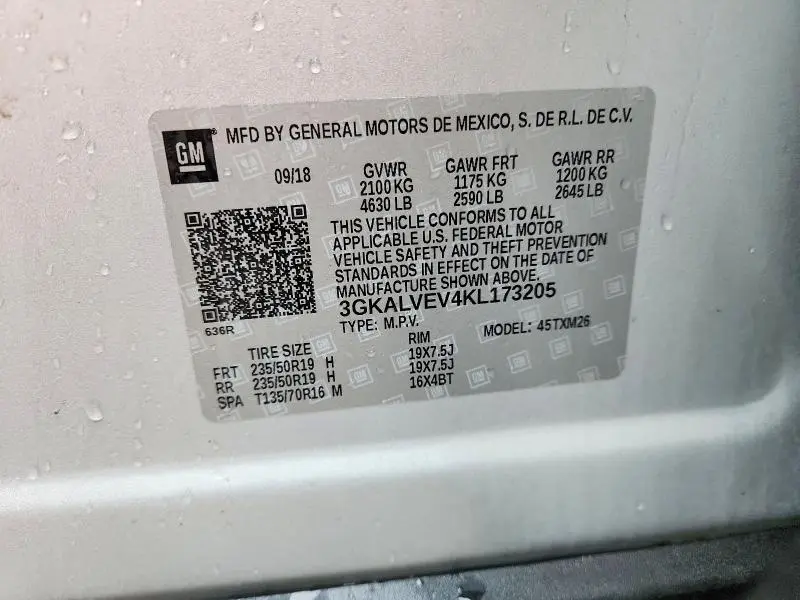 GM MFD BY GENERAL MOTORS DE MEXICO, S. DE R.L. DE C.V.
09/18 GVWR GAWR FRT GAWR RR
2100 KG 1175 KG 1200 KG
4630 LB 2590 LB 2645 LB
THIS VEHICLE CONFORMS TO ALL
APPLICABLE U.S. FEDERAL MOTOR
VEHICLE SAFETY AND THEFT PREVENTION
STANDARDS IN EFFECT ON THE DATE OF
MANUFACTURE SHOWN ABOVE.
3GKALVEV4KL173205
636R
TYPE: M.P.V. MODEL: 45TXM26
TIRE SIZE RIM
FRT 235/50R19 H 19X7.5J
RR 235/50R19 H 19X7.5J
SPA T135/70R16 M 16X4BT